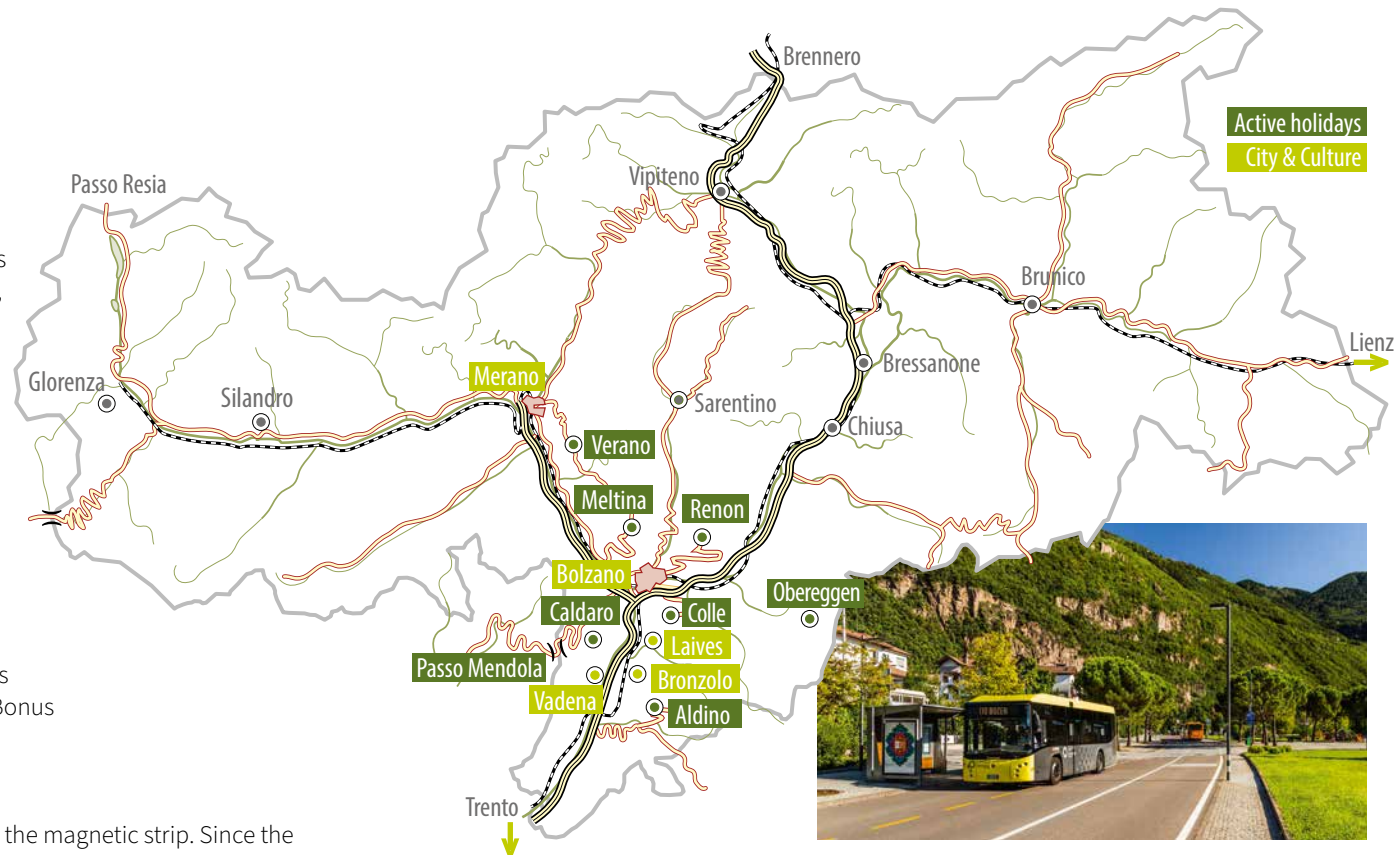 Brennero
Active holidays
City & Culture
Passo Resia
Vipiteno
s
Brunico
Lienz
Glorenza
Silandro
Merano
Bressanone
Sarentino
Chiusa
Verano
Meltina
Renon
Bolzano
Obereggen
Caldaro
Colle
Laives
Passo Mendola
Bronzolo
s
Bonus
Vadena
Aldino
Trento
the magnetic strip. Since the